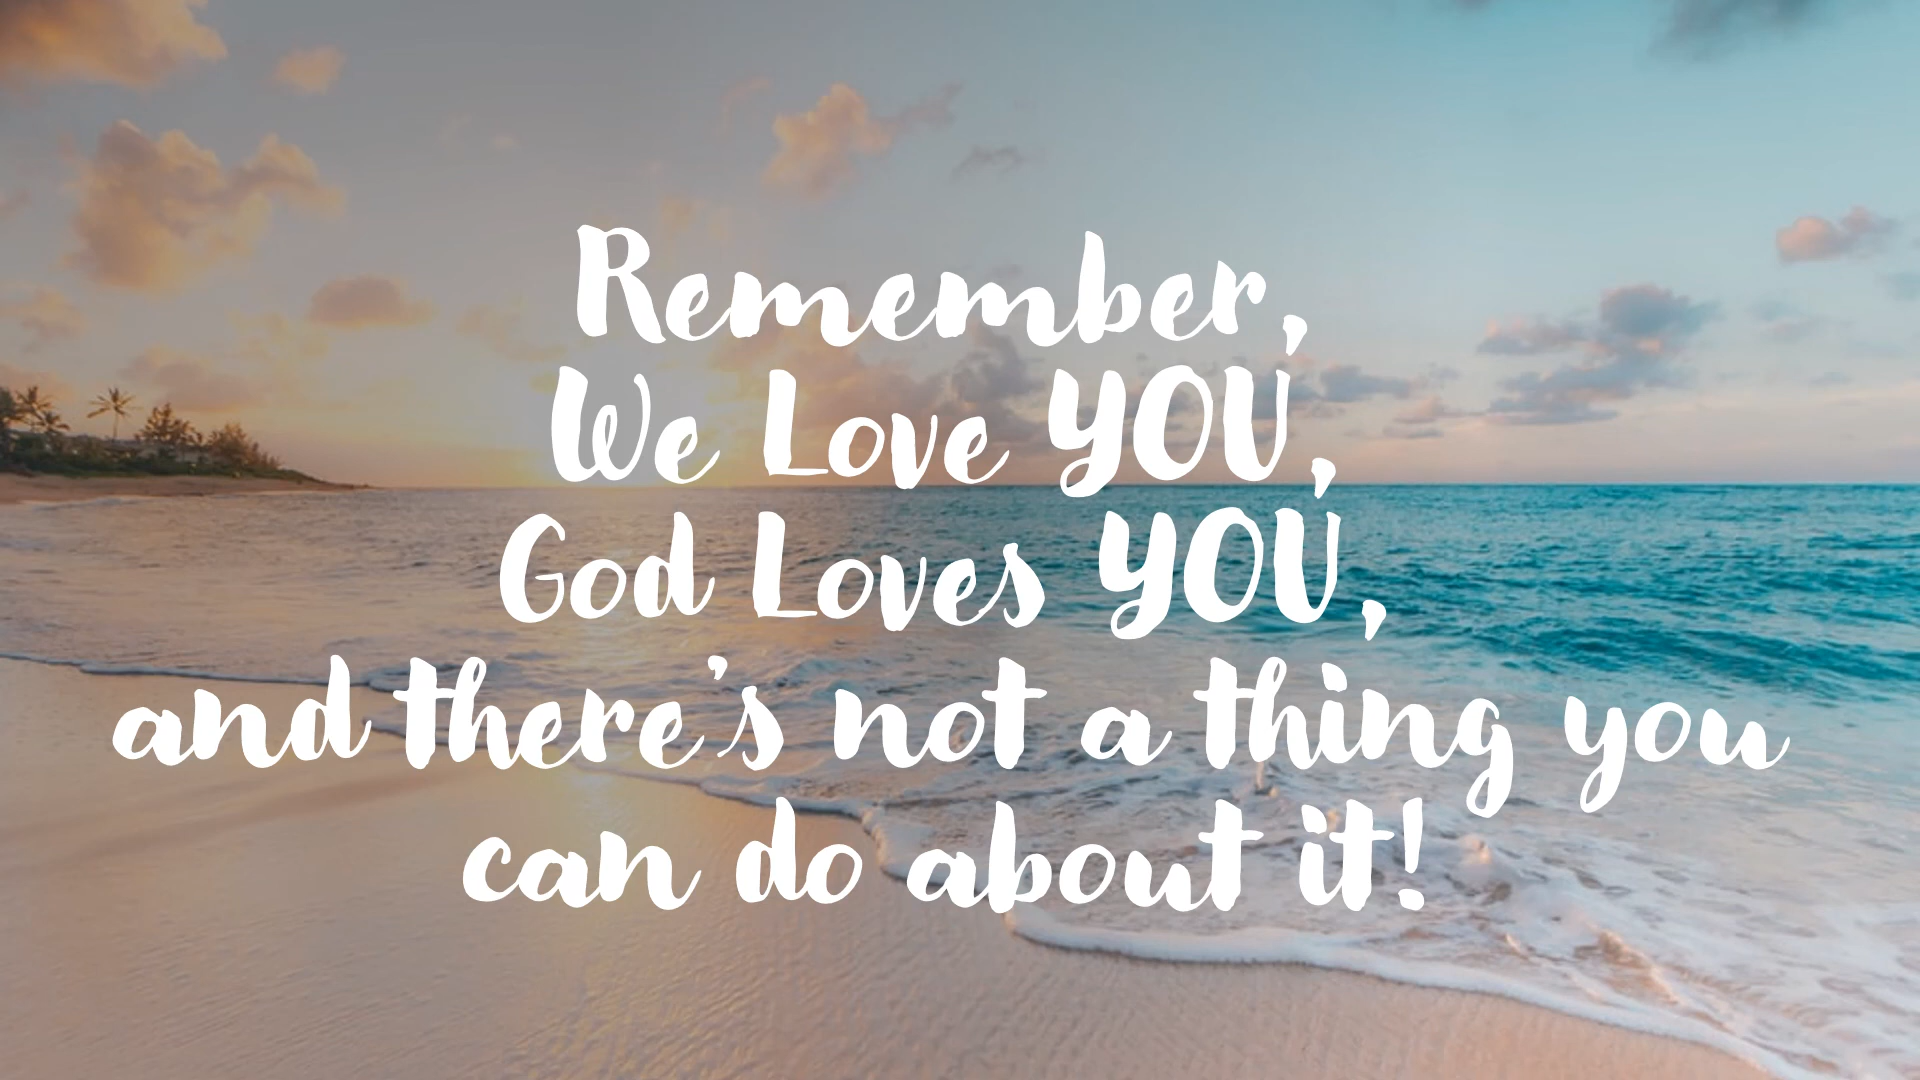 Remember,
We Love YOU,
God Loves YOU,
and there's not a thing you
can do about it!